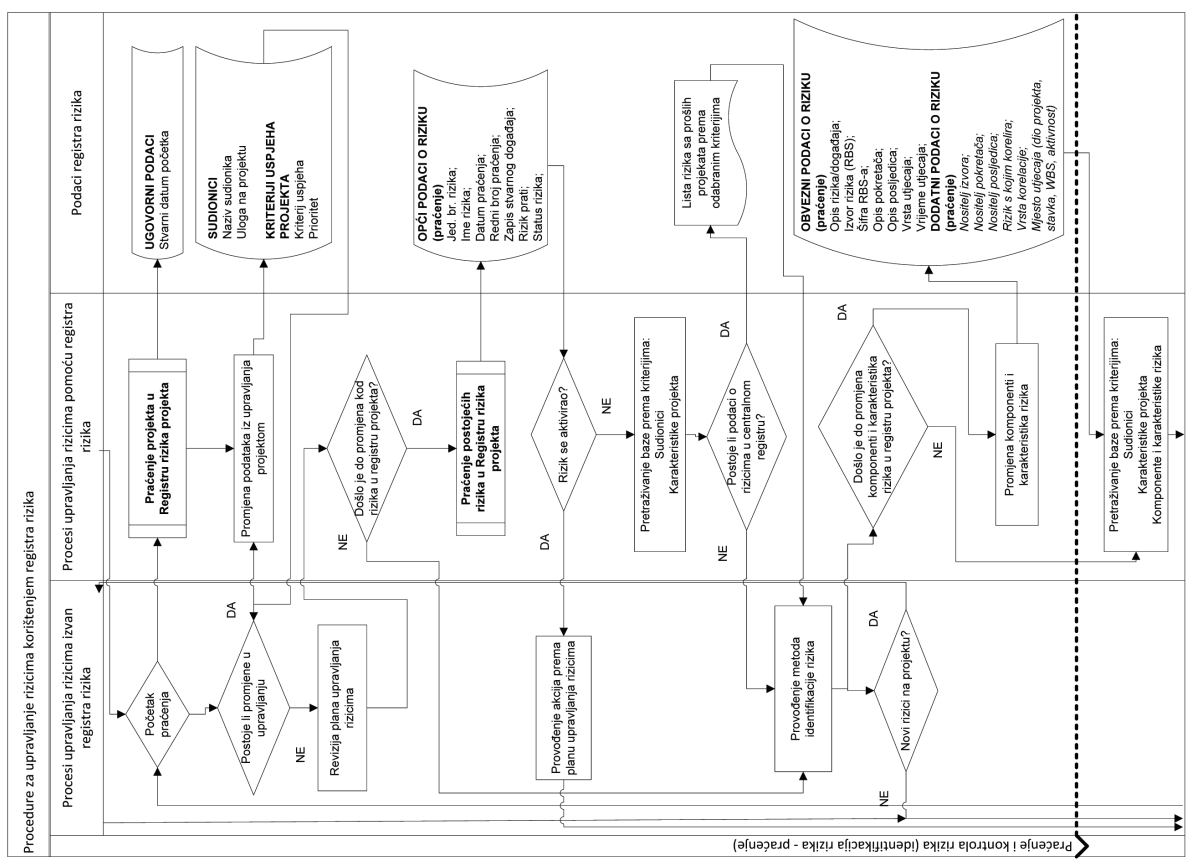 Procedure za upravljanje rizicima korištenjem registra rizika
Procesi upravljanja rizicima izvan
registra rizika
Procesi upravljanja rizicima pomoću registra
rizika
Podaci registra rizika
Početak
praćenja
Praćenje projekta u
Registru rizika projekta
UGOVORNI PODACI
Stvarni datum početka
Postoje li promjene u
upravljanju
DA
NE
Promjena podataka iz upravljanja
projektom
SUDIONICI
Naziv sudionika
Uloga na projektu
KRITERIJI USPJEHA
PROJEKTA
Kriterij uspjeha
Prioritet
Revizija plana upravljanja
rizicima
Došlo je do promjena kod
rizika u registru projekta?
NE
DA
Praćenje postojećih
rizika u Registru rizika
projekta
OPĆI PODACI O RIZIKU
(praćenje)
Jed. br. rizika;
Ime rizika;
Datum praćenja;
Redni broj praćenja;
Zapis stvarnog događaja;
Rizik prati;
Status rizika;
Rizik se aktivirao?
DA
NE
Provođenje akcija prema
planu upravljanja rizicima
Pretraživanje baze prema kriterijima:
Sudionici
Karakteristike projekta
Postoje li podaci o
rizicima u centralnom
registru?
NE
DA
Lista rizika sa prošlih
projekata prema
odabranim kriterijima
Provođenje metoda
identifikacije rizika
Došlo je do promjena
komponenti i karakteristika
rizika u registru projekta?
DA
NE
Novi rizici na projektu?
DA
NE
Promjena komponenti i
karakteristika rizika
OBVEZNI PODACI O RIZIKU
(praćenje)
Opis rizika/događaja;
Izvor rizika (RBS);
Šifra RBS-a;
Opis pokretača;
Opis posljedica;
Vrsta utjecaja;
Vrijeme utjecaja;
DODATNI PODACI O RIZIKU
(praćenje)
Nositelj izvora;
Nositelj pokretača;
Nositelj posljedica;
Rizik s kojim korelira;
Vrsta korelacije;
Mjesto utjecaja (dio projekta,
stavka, WBS, aktivnost)
Pretraživanje baze prema kriterijima:
Sudionici
Karakteristike projekta
Komponente i karakteristike rizika
Praćenje i kontrola rizika (identifikacija rizika - praćenje)